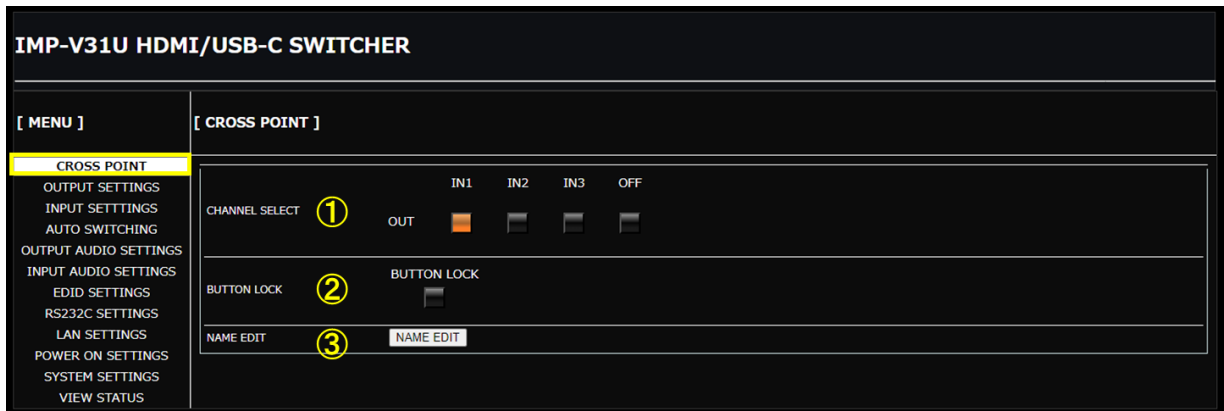 IMP-V31U HDMI/USB-C SWITCHER
[ MENU ]
CROSS POINT
OUTPUT SETTINGS
INPUT SETTTINGS
AUTO SWITCHING
OUTPUT AUDIO SETTINGS
INPUT AUDIO SETTINGS
EDID SETTINGS
RS232C SETTINGS
LAN SETTINGS
POWER ON SETTINGS
SYSTEM SETTINGS
VIEW STATUS
[ CROSS POINT ]
IN1 IN2 IN3 OFF
CHANNEL SELECT ① OUT
BUTTON LOCK
BUTTON LOCK ②
NAME EDIT ③ NAME EDIT